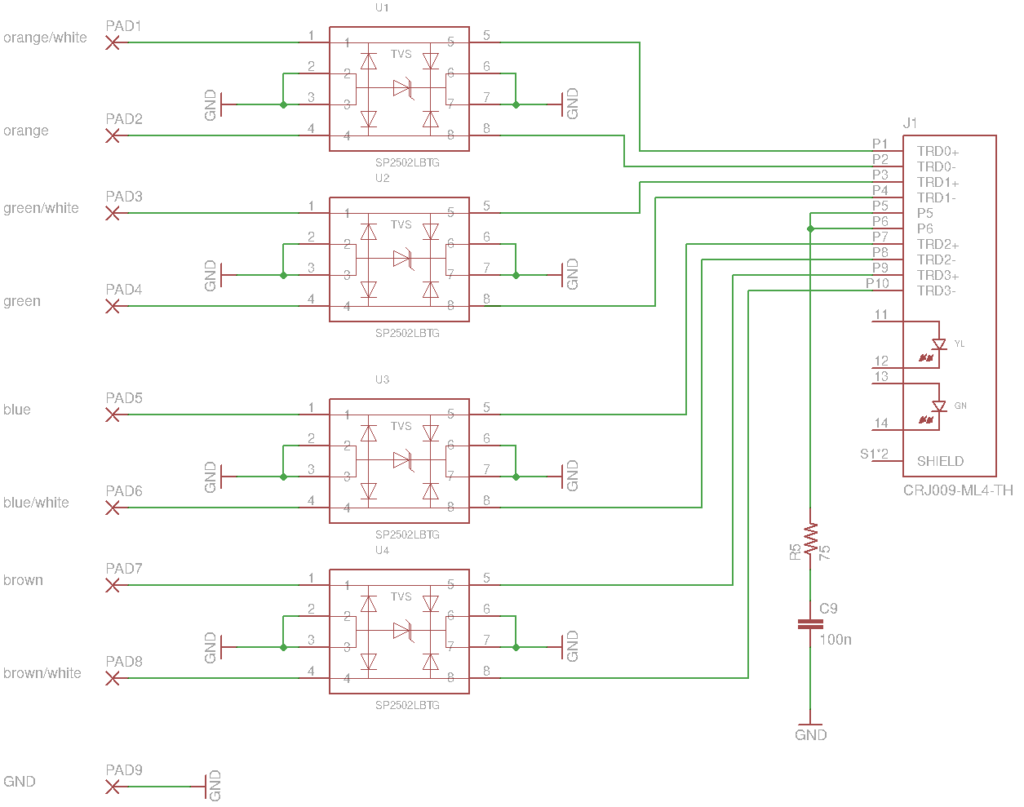 U1
orange/white PAD1 1 1 TVS 5 5
2 2 6 6
GND 3 3 7 7 GND
orange PAD2 4 4 8 8
SP2502LBTG
J1
P1 TRD0+
P2 TRD0-
P3 TRD1+
P4 TRD1-
P5 P5
P6 P6
P7 TRD2+
P8 TRD2-
P9 TRD3+
P10 TRD3-
11
YL
12
13
GN
14
S1*2 SHIELD
CRJ009-ML4-TH
U2
green/white PAD3 1 1 TVS 5 5
2 2 6 6
GND 3 3 7 7 GND
green PAD4 4 4 8 8
SP2502LBTG
U3
blue PAD5 1 1 TVS 5 5
2 2 6 6
GND 3 3 7 7 GND
blue/white PAD6 4 4 8 8
SP2502LBTG
U4
brown PAD7 1 1 TVS 5 5
2 2 6 6
GND 3 3 7 7 GND
brown/white PAD8 4 4 8 8
SP2502LBTG
R5 75
C9
100n
GND
GND PAD9 GND